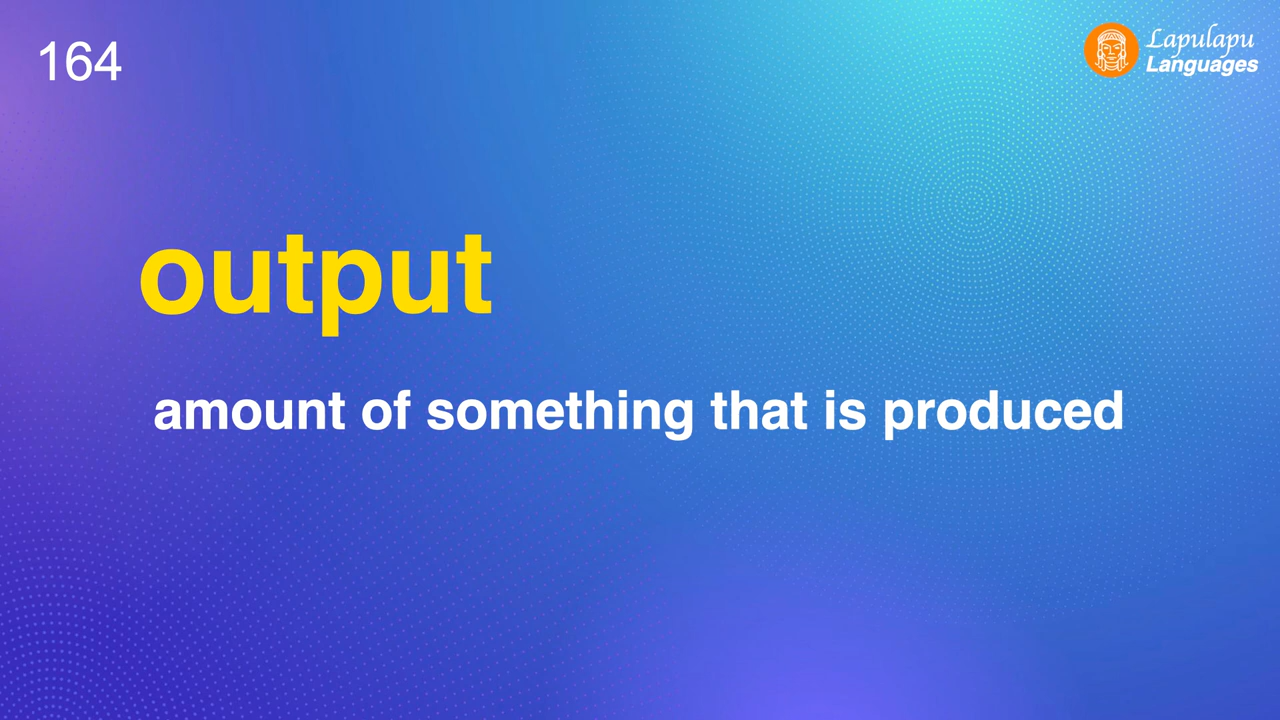 164
Lapulapu
Languages
output
amount of something that is produced